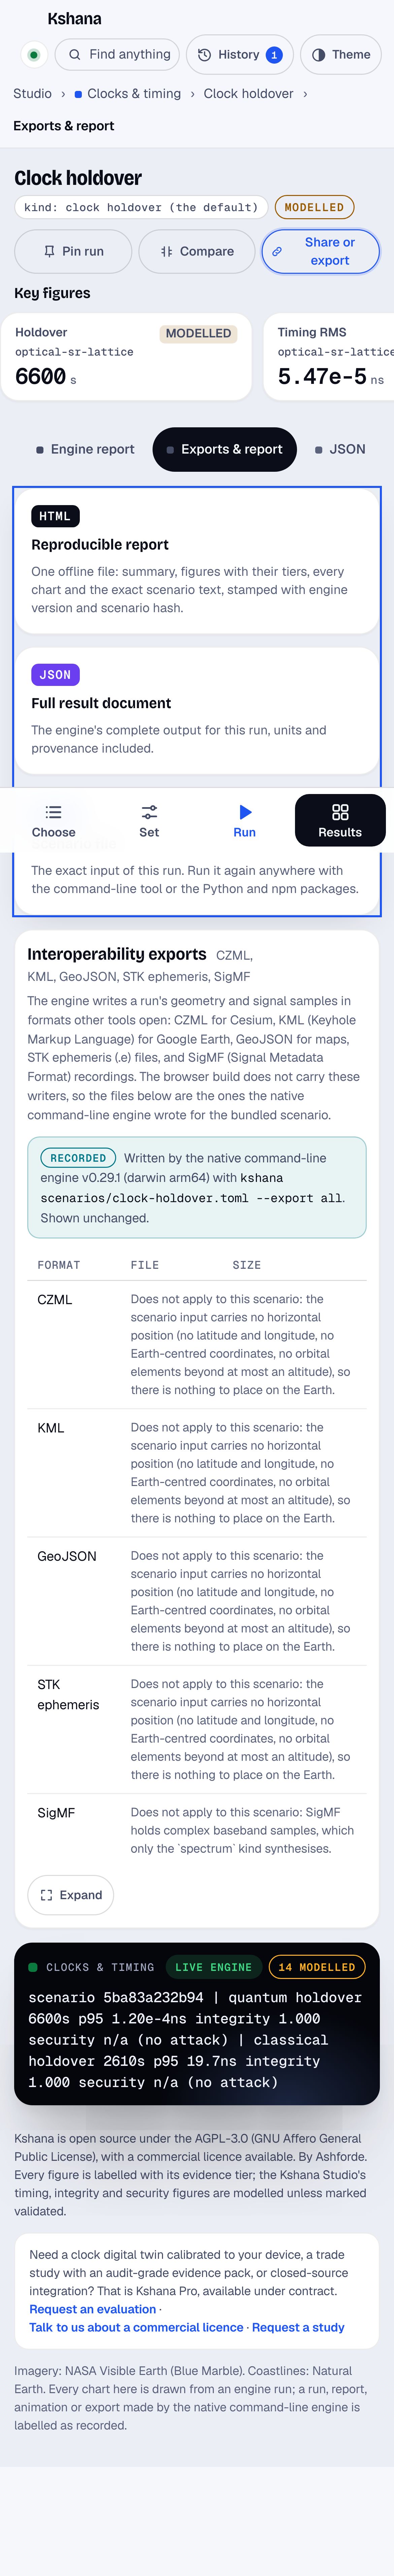 Kshana
Find anything
History 1
Theme
Studio › Clocks & timing › Clock holdover ›
Exports & report
Clock holdover
kind: clock holdover (the default)
MODELLED
Pin run
Compare
Share or
export
Key figures
Holdover
MODELLED
optical-sr-lattice
6600 s
Timing RMS
optical-sr-lattice
5.47e-5 ns
Engine report
Exports & report
JSON
HTML
Reproducible report
One offline file: summary, figures with their tiers, every
chart and the exact scenario text, stamped with engine
version and scenario hash.
JSON
Full result document
The engine's complete output for this run, units and
provenance included.
Choose
Set
Run
Results
The exact input of this run. Run it again anywhere with
the command-line tool or the Python and npm packages.
Interoperability exports CZML,
KML, GeoJSON, STK ephemeris, SigMF
The engine writes a run's geometry and signal samples in
formats other tools open: CZML for Cesium, KML (Keyhole
Markup Language) for Google Earth, GeoJSON for maps,
STK ephemeris (.e) files, and SigMF (Signal Metadata
Format) recordings. The browser build does not carry these
writers, so the files below are the ones the native
command-line engine wrote for the bundled scenario.
RECORDED Written by the native command-line
engine v0.29.1 (darwin arm64) with kshana
scenarios/clock-holdover.toml --export all.
Shown unchanged.
FORMAT FILE SIZE
CZML
Does not apply to this scenario: the
scenario input carries no horizontal
position (no latitude and longitude, no
Earth-centred coordinates, no orbital
elements beyond at most an altitude), so
there is nothing to place on the Earth.
KML
Does not apply to this scenario: the
scenario input carries no horizontal
position (no latitude and longitude, no
Earth-centred coordinates, no orbital
elements beyond at most an altitude), so
there is nothing to place on the Earth.
GeoJSON
Does not apply to this scenario: the
scenario input carries no horizontal
position (no latitude and longitude, no
Earth-centred coordinates, no orbital
elements beyond at most an altitude), so
there is nothing to place on the Earth.
STK
ephemeris
Does not apply to this scenario: the
scenario input carries no horizontal
position (no latitude and longitude, no
Earth-centred coordinates, no orbital
elements beyond at most an altitude), so
there is nothing to place on the Earth.
SigMF
Does not apply to this scenario: SigMF
holds complex baseband samples, which
only the `spectrum` kind synthesises.
Expand
CLOCKS & TIMING
LIVE ENGINE
14 MODELLED
scenario 5ba83a232b94 | quantum holdover
6600s p95 1.20e-4ns integrity 1.000
security n/a (no attack) | classical
holdover 2610s p95 19.7ns integrity
1.000 security n/a (no attack)
Kshana is open source under the AGPL-3.0 (GNU Affero General
Public License), with a commercial licence available. By Ashforde.
Every figure is labelled with its evidence tier; the Kshana Studio's
timing, integrity and security figures are modelled unless marked
validated.
Need a clock digital twin calibrated to your device, a trade
study with an audit-grade evidence pack, or closed-source
integration? That is Kshana Pro, available under contract.
Request an evaluation ·
Talk to us about a commercial licence · Request a study
Imagery: NASA Visible Earth (Blue Marble). Coastlines: Natural
Earth. Every chart here is drawn from an engine run; a run, report,
animation or export made by the native command-line engine is
labelled as recorded.